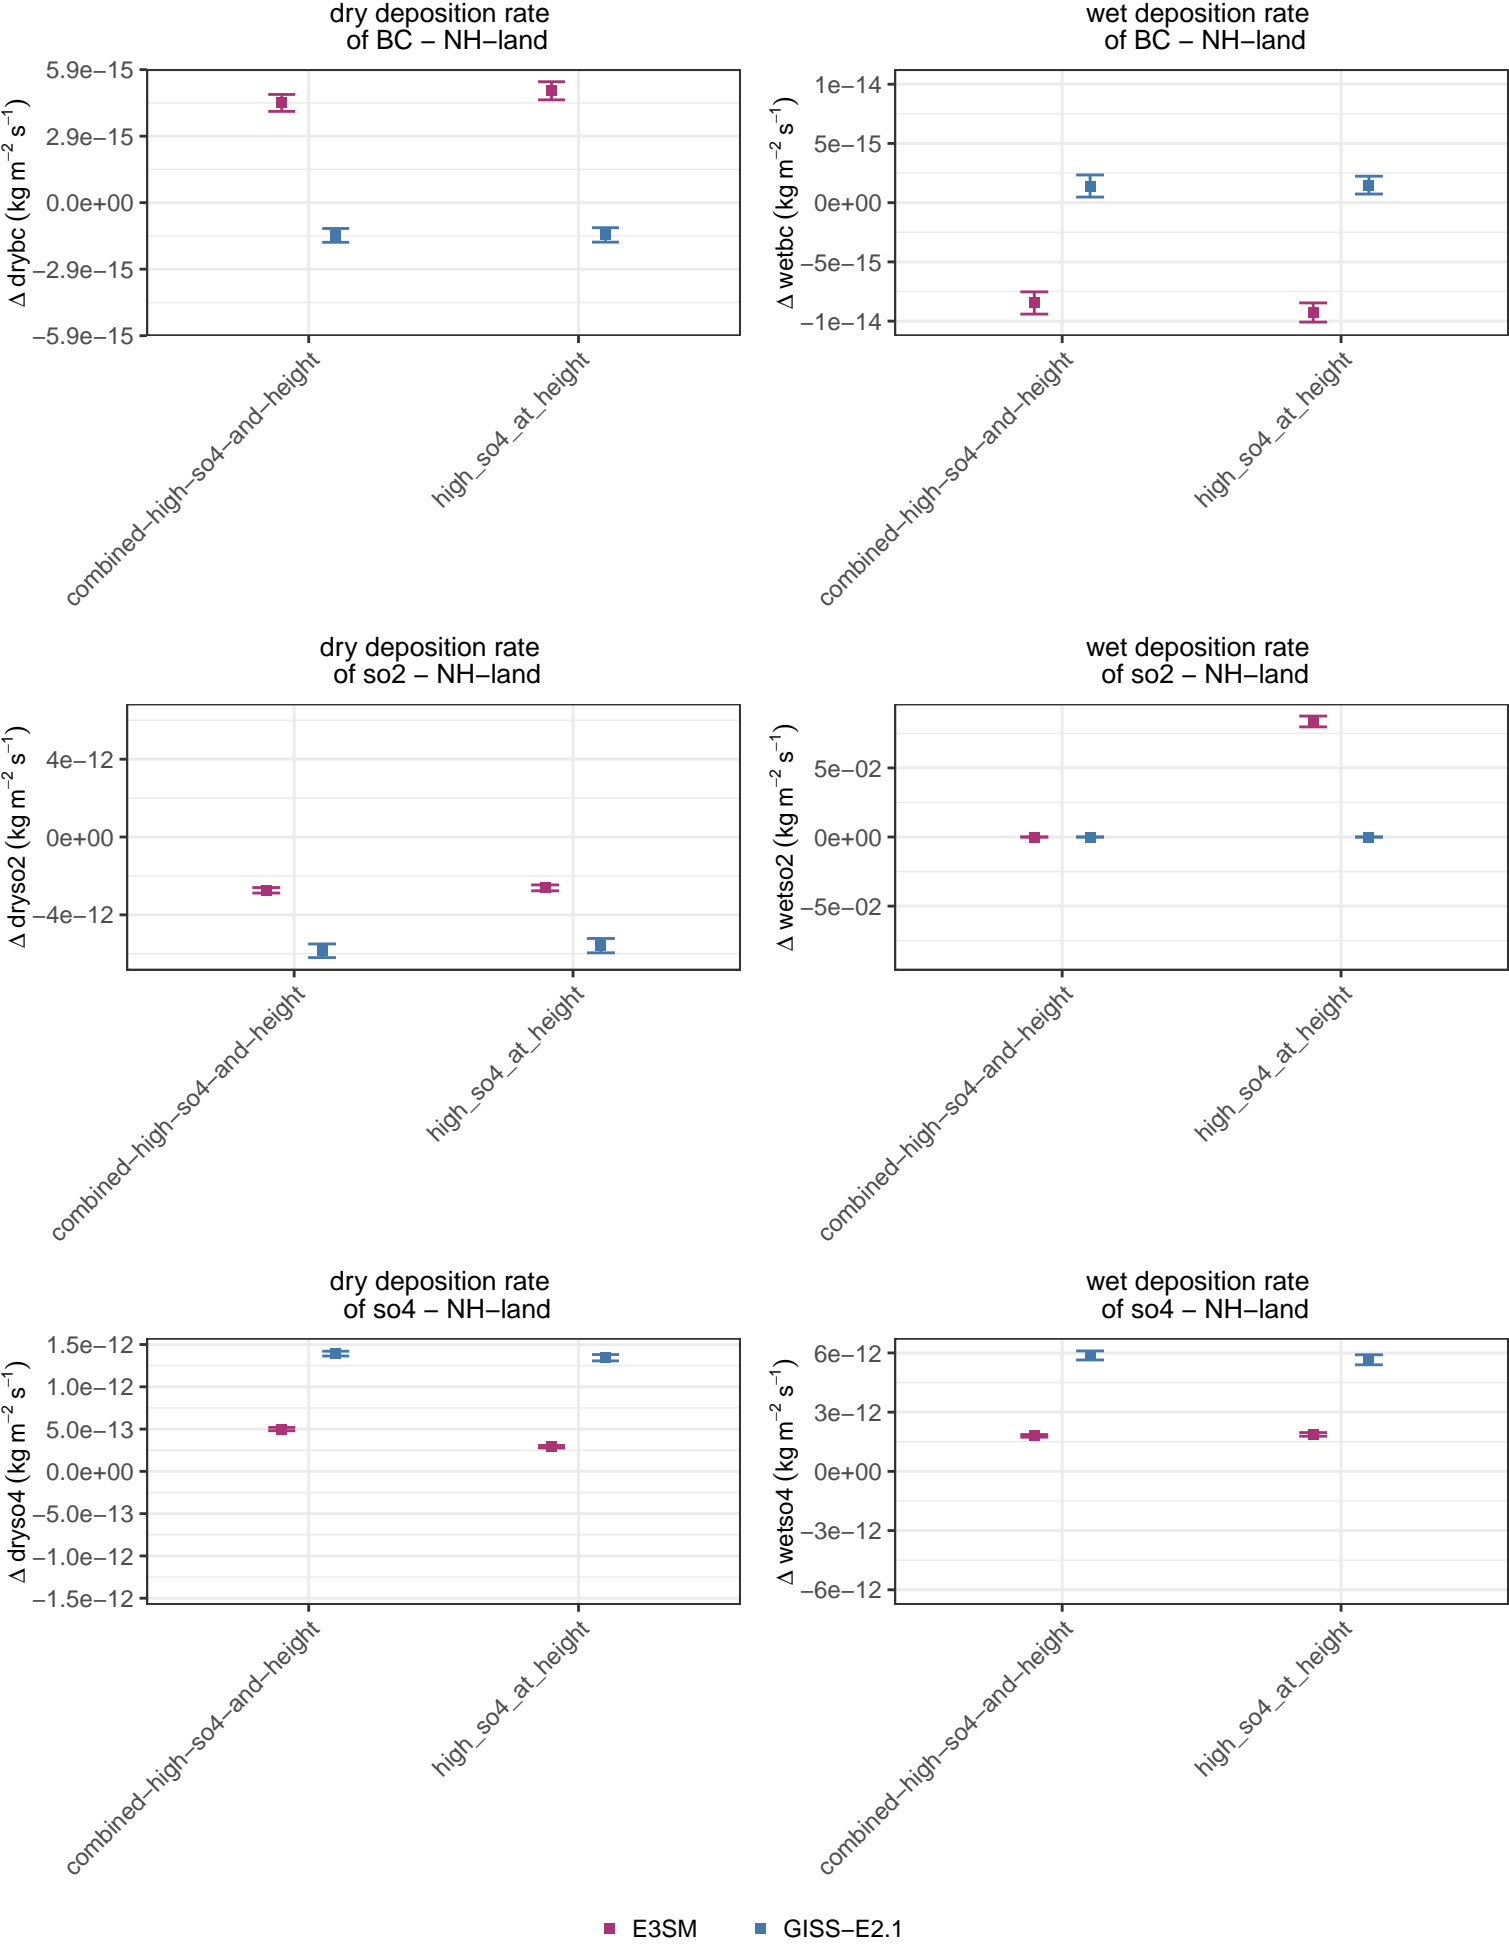 dry deposition rate
of BC − NH−land
Δ drybc (kg m−2 s−1)
5.9e−15
2.9e−15
0.0e+00
−2.9e−15
−5.9e−15
combined−high−so4−and−height
high_so4_at_height
wet deposition rate
of BC − NH−land
Δ wetbc (kg m−2 s−1)
1e−14
5e−15
0e+00
−5e−15
−1e−14
combined−high−so4−and−height
high_so4_at_height
dry deposition rate
of so2 − NH−land
Δ dryso2 (kg m−2 s−1)
4e−12
0e+00
−4e−12
combined−high−so4−and−height
high_so4_at_height
wet deposition rate
of so2 − NH−land
Δ wetso2 (kg m−2 s−1)
5e−02
0e+00
−5e−02
combined−high−so4−and−height
high_so4_at_height
dry deposition rate
of so4 − NH−land
Δ dryso4 (kg m−2 s−1)
1.5e−12
1.0e−12
5.0e−13
0.0e+00
−5.0e−13
−1.0e−12
−1.5e−12
combined−high−so4−and−height
high_so4_at_height
wet deposition rate
of so4 − NH−land
Δ wetso4 (kg m−2 s−1)
6e−12
3e−12
0e+00
−3e−12
−6e−12
combined−high−so4−and−height
high_so4_at_height
E3SM
GISS−E2.1